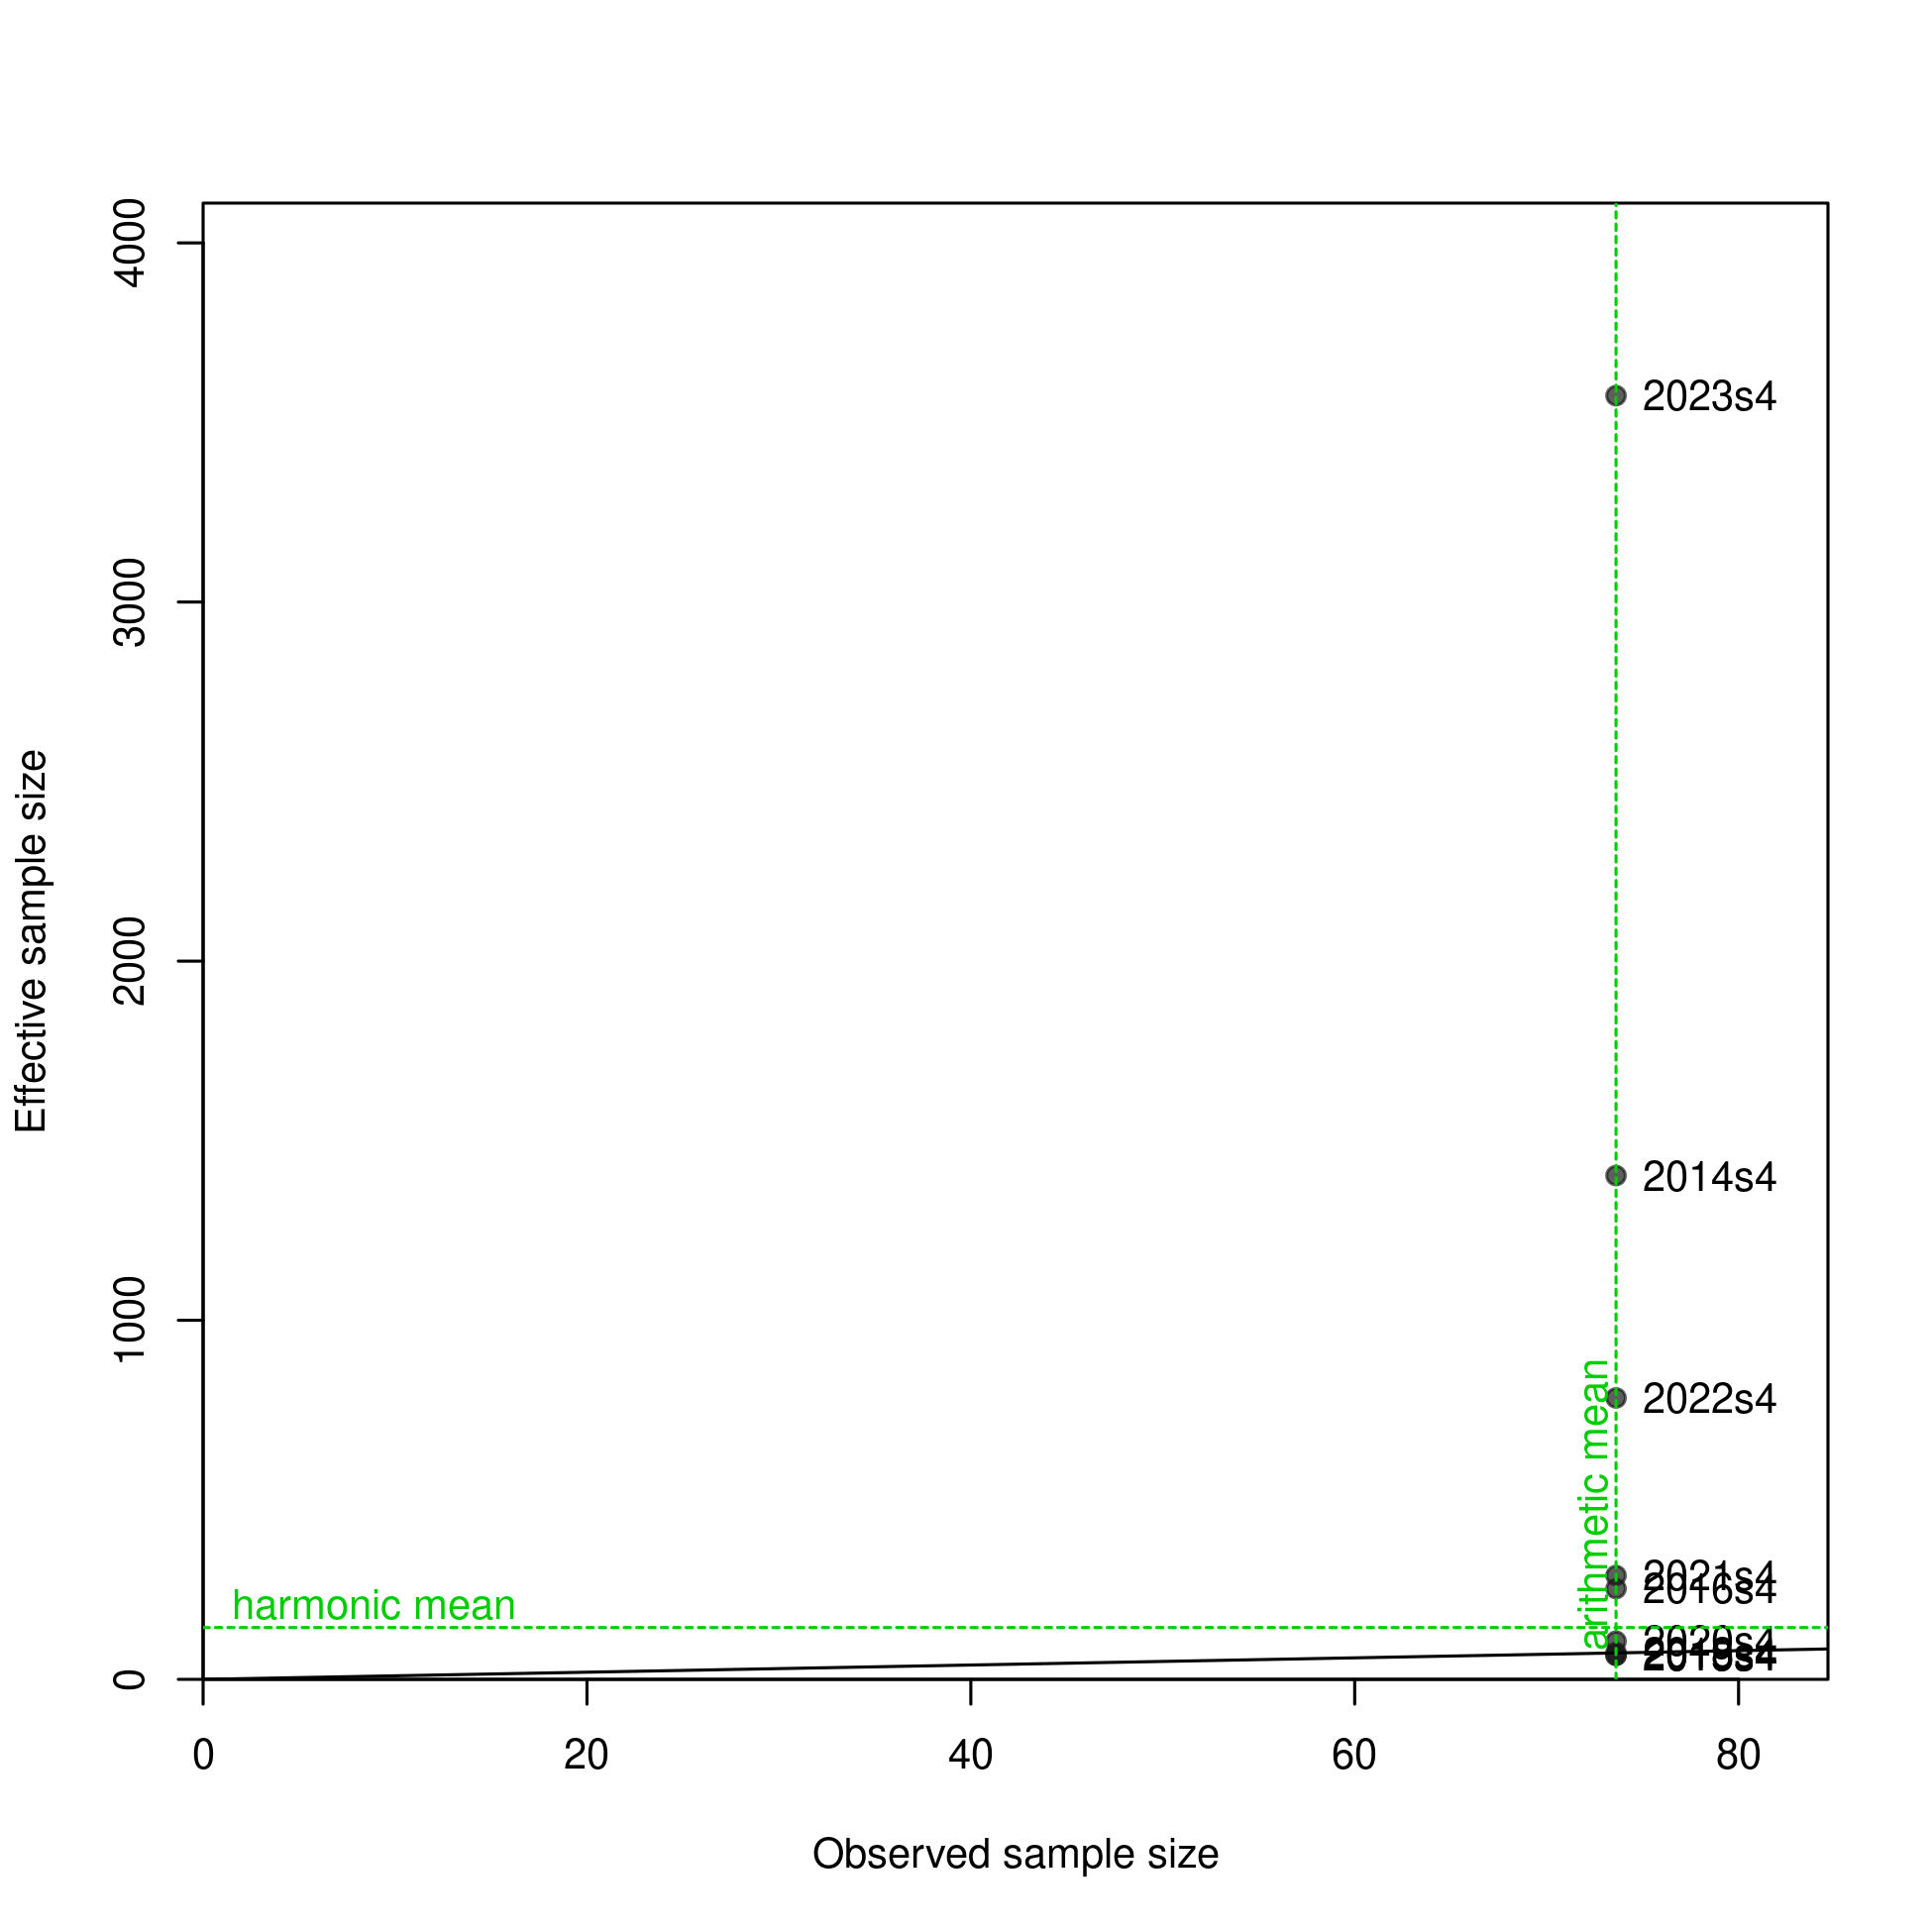 4000
3000
2000
1000
0
Effective sample size
2023s4
2014s4
2022s4
arithmetic mean
2021s4
2016s4
harmonic mean
2020s4
0 20 40 60 80
Observed sample size